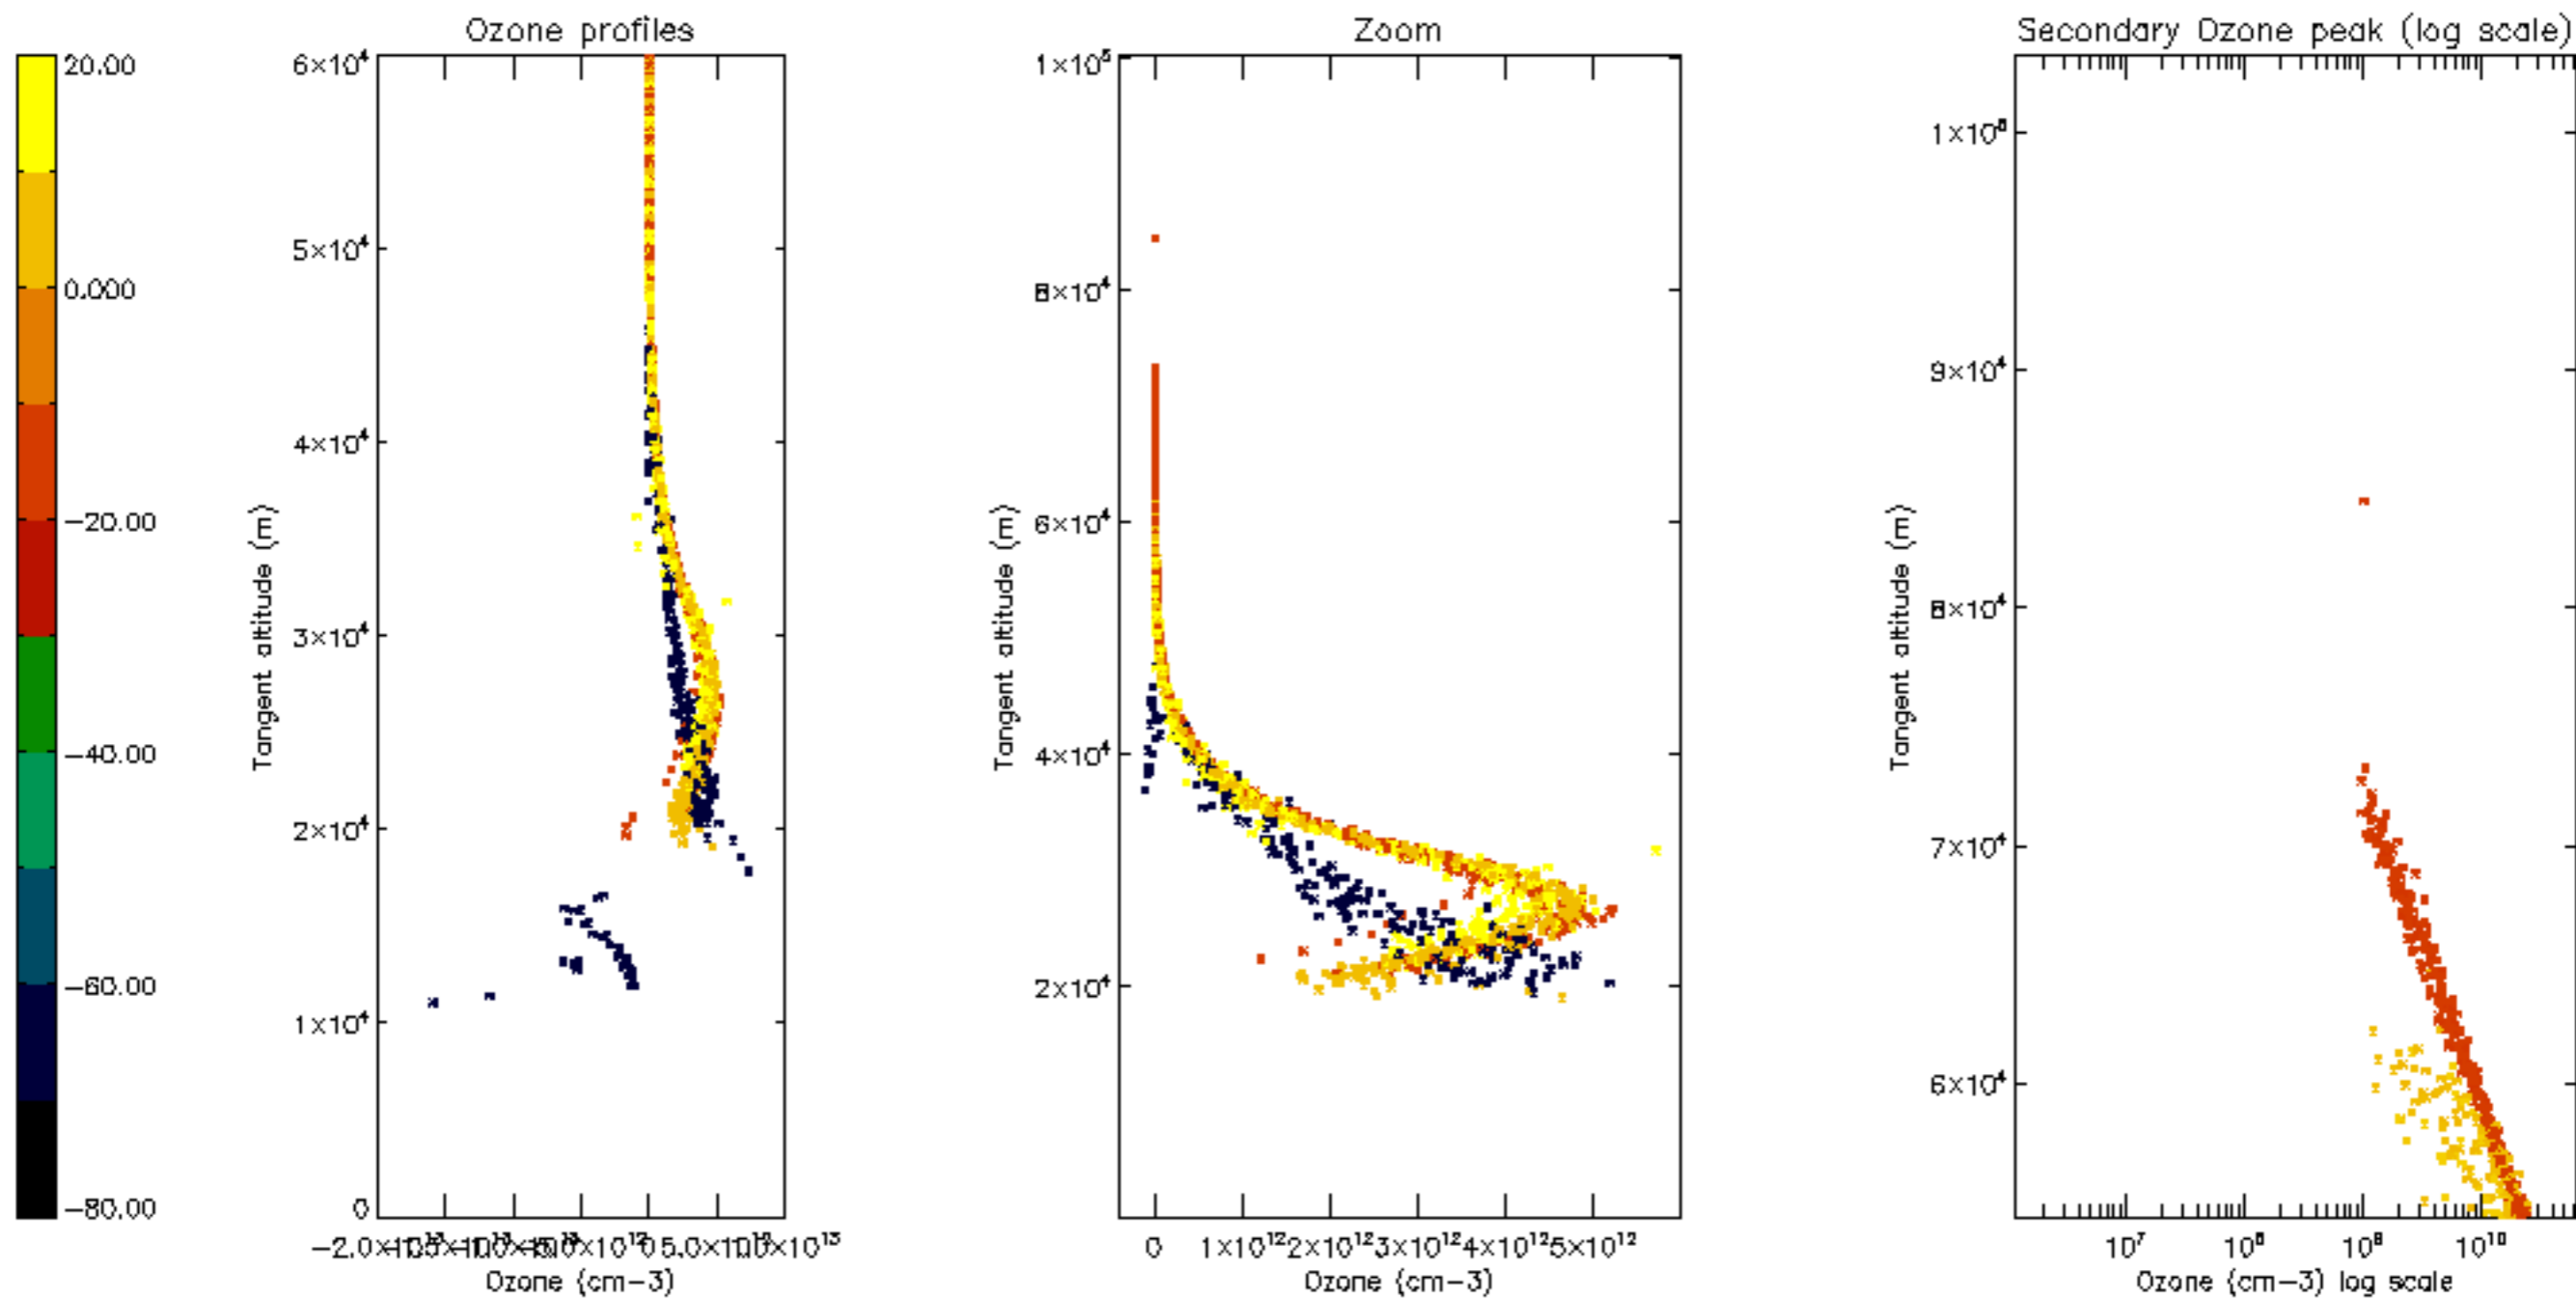 Ozone profiles
Zoom
Secondary Ozone peak (log scale)
20.00
0.000
−20.00
−40.00
−60.00
−80.00
6×10⁴
5×10⁴
4×10⁴
3×10⁴
2×10⁴
1×10⁴
0
Tangent altitude (m)
Ozone (cm−3)
1×10⁵
8×10⁴
6×10⁴
4×10⁴
2×10⁴
Tangent altitude (m)
0 1×10¹² 2×10¹² 3×10¹² 4×10¹² 5×10¹²
Ozone (cm−3)
9×10⁴
8×10⁴
7×10⁴
6×10⁴
Tangent altitude (m)
10⁷ 10⁸ 10⁹ 10¹⁰
Ozone (cm−3) log scale